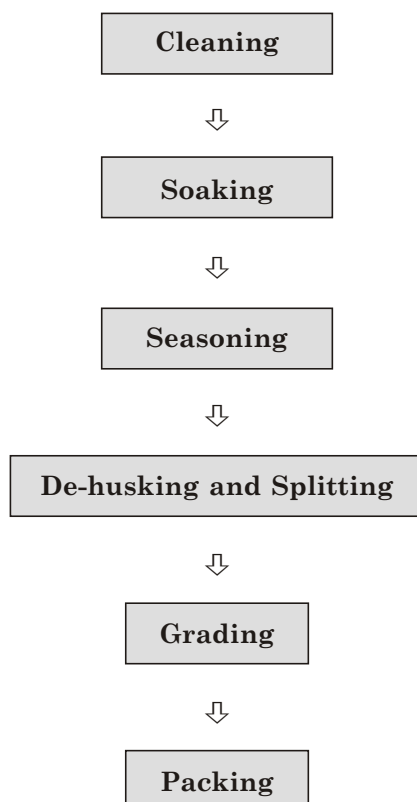 Cleaning
Soaking
Seasoning
De-husking and Splitting
Grading
Packing